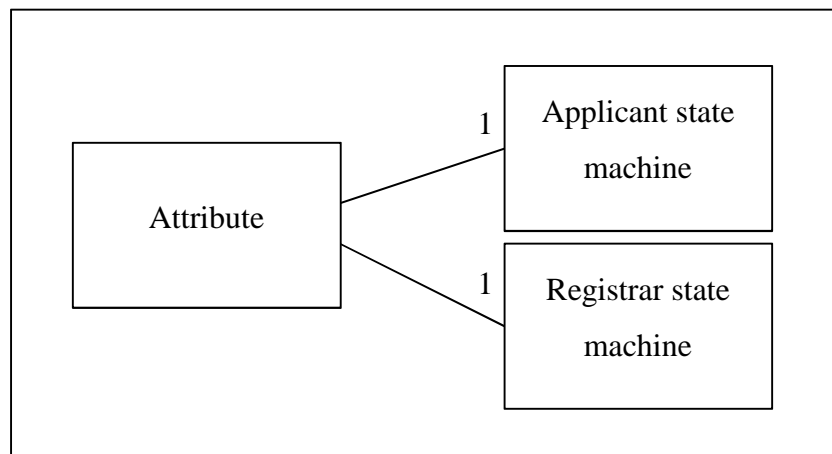 Attribute
1
Applicant state
machine
1
Registrar state
machine